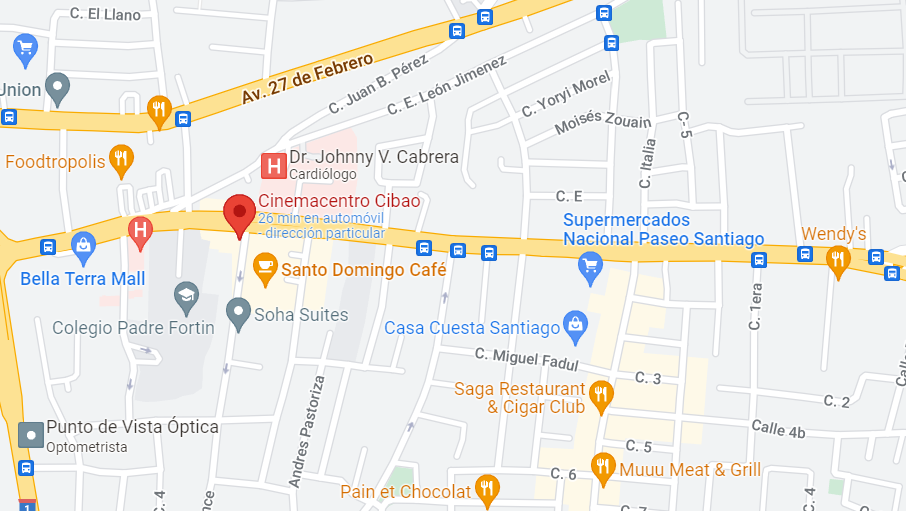 C. El Llano
Union
Av. 27 de Febrero
C. Juan B. Pérez
C. E. León Jimenez
C. Yoryi Morel
Moisés Zouain
C- 5
C. Italia
Foodtropolis
H
Dr. Johnny V. Cabrera
Cardiólogo
C. E
Cinemacentro Cibao
26 min en automóvil
- dirección particular
H
Supermercados
Nacional Paseo Santiago
Wendy's
Bella Terra Mall
Santo Domingo Café
Colegio Padre Fortin
Soha Suites
Casa Cuesta Santiago
C. 1era
C. Miguel Fadul
C. 3
Calle
C. 2
Saga Restaurant
& Cigar Club
Andres Pastoriza
Punto de Vista Óptica
Optometrista
Calle 4b
C. 5
C. 6
Muuu Meat & Grill
Pain et Chocolat
C. 4
nce
C. 4
1